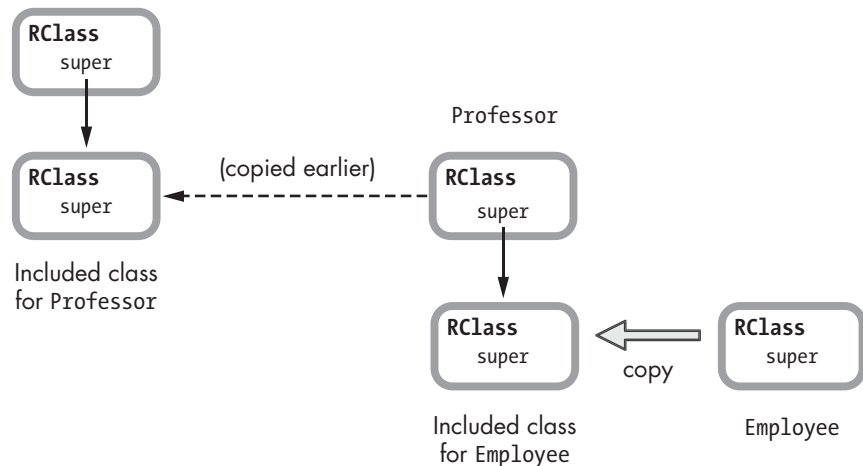 RClass
super
Professor
RClass
super
(copied earlier)
RClass
super
Included class
for Professor
RClass
super
copy
RClass
super
Included class
for Employee
Employee